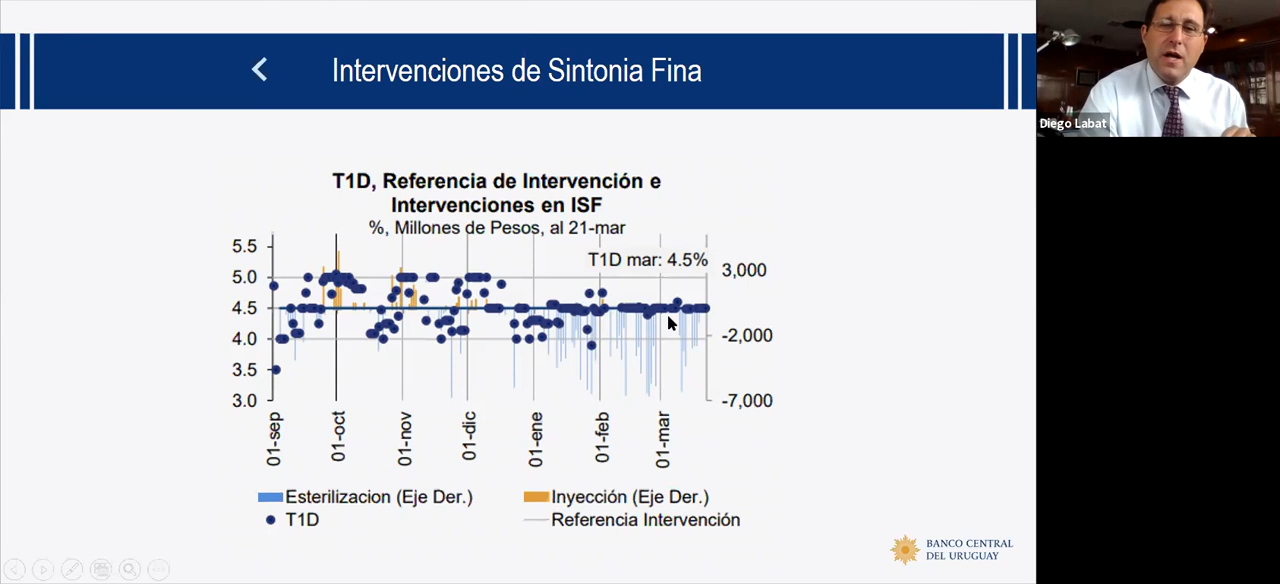 Intervenciones de Sintonia Fina
Diego Labat
T1D, Referencia de Intervención e
Intervenciones en ISF
%, Millones de Pesos, al 21-mar
T1D mar: 4.5%
5.5
5.0
4.5
4.0
3.5
3.0
3,000
-2,000
-7,000
01-sep
01-oct
01-nov
01-dic
01-ene
01-feb
01-mar
Esterilizacion (Eje Der.)
Inyección (Eje Der.)
T1D
Referencia Intervención
BANCO CENTRAL
DEL URUGUAY